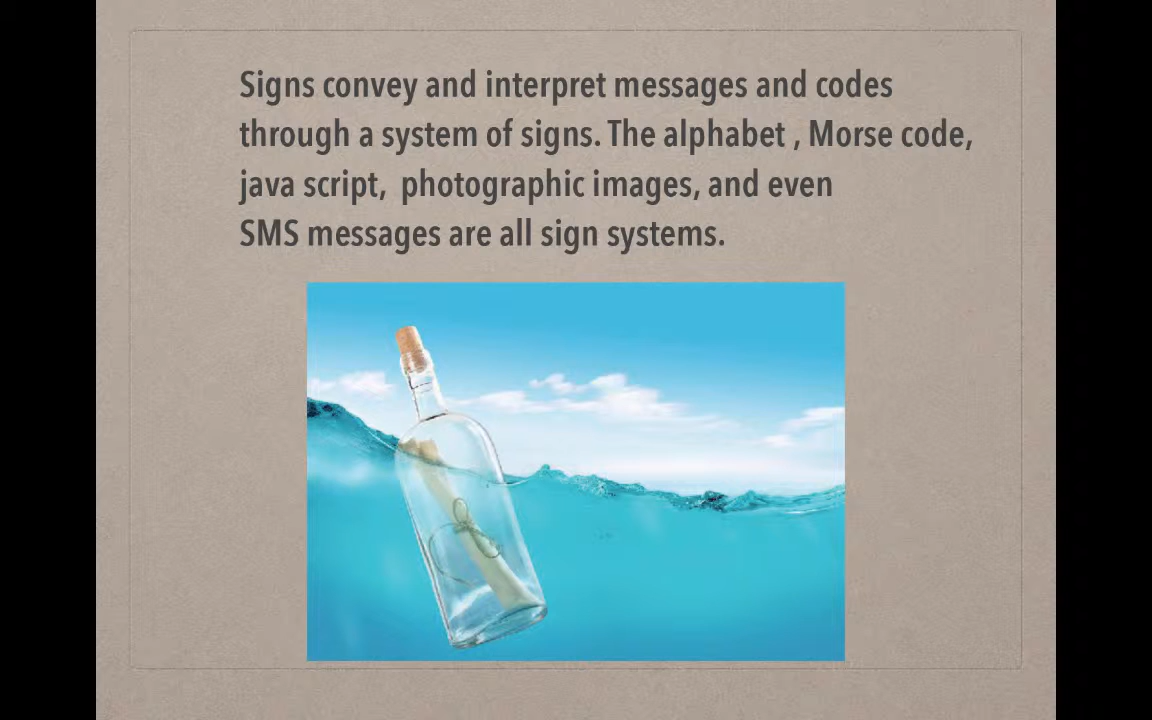 Signs convey and interpret messages and codes
through a system of signs. The alphabet , Morse code,
java script,  photographic images, and even
SMS messages are all sign systems.